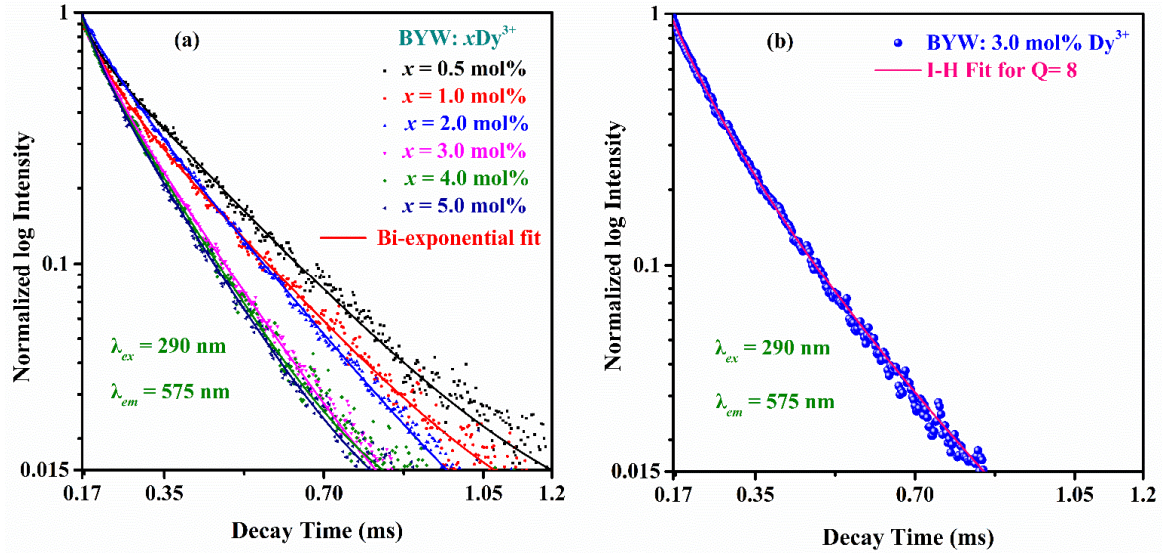 (a)
BYW: xDy³⁺
x = 0.5 mol%
x = 1.0 mol%
x = 2.0 mol%
x = 3.0 mol%
x = 4.0 mol%
x = 5.0 mol%
Bi-exponential fit
λex = 290 nm
λem = 575 nm
Normalized log Intensity
1
0.1
0.015
0.17 0.35 0.70 1.05 1.2
Decay Time (ms)
(b)
BYW: 3.0 mol% Dy³⁺
I-H Fit for Q= 8
λex = 290 nm
λem = 575 nm
Normalized log Intensity
1
0.1
0.015
0.17 0.35 0.70 1.05 1.2
Decay Time (ms)